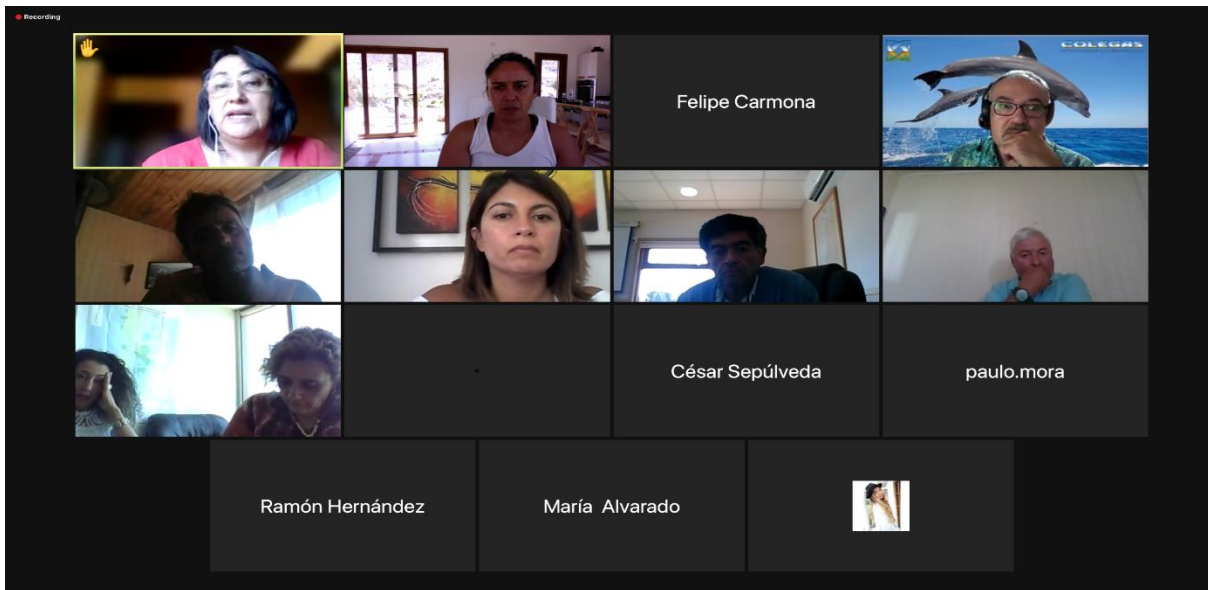 Recording
Felipe Carmona
COLEGAS
César Sepúlveda
paulo.mora
Ramón Hernández
María Alvarado